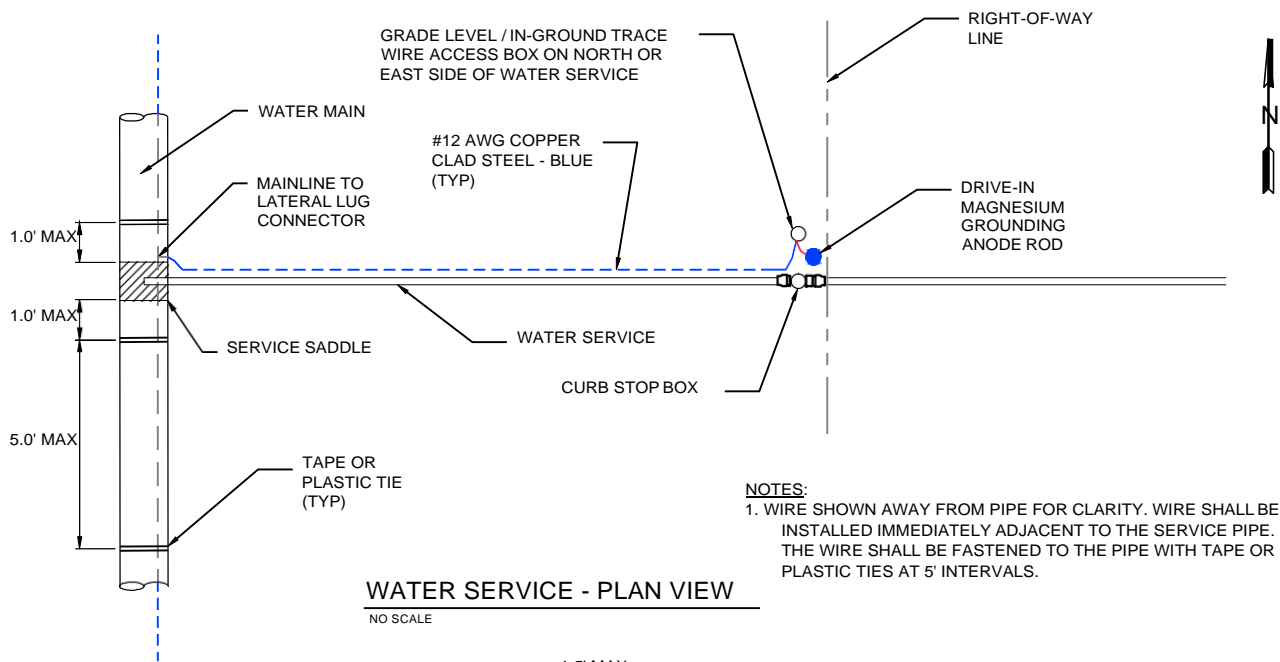 RIGHT-OF-WAY
LINE
GRADE LEVEL / IN-GROUND TRACE
WIRE ACCESS BOX ON NORTH OR
EAST SIDE OF WATER SERVICE
WATER MAIN
#12 AWG COPPER
CLAD STEEL - BLUE
(TYP)
N
MAINLINE TO
LATERAL LUG
CONNECTOR
DRIVE-IN
MAGNESIUM
GROUNDING
ANODE ROD
1.0' MAX
1.0' MAX
WATER SERVICE
SERVICE SADDLE
CURB STOP BOX
5.0' MAX
TAPE OR
PLASTIC TIE
(TYP)
NOTES:
1. WIRE SHOWN AWAY FROM PIPE FOR CLARITY. WIRE SHALL BE
INSTALLED IMMEDIATELY ADJACENT TO THE SERVICE PIPE.
THE WIRE SHALL BE FASTENED TO THE PIPE WITH TAPE OR
PLASTIC TIES AT 5' INTERVALS.
WATER SERVICE - PLAN VIEW
NO SCALE
MAX